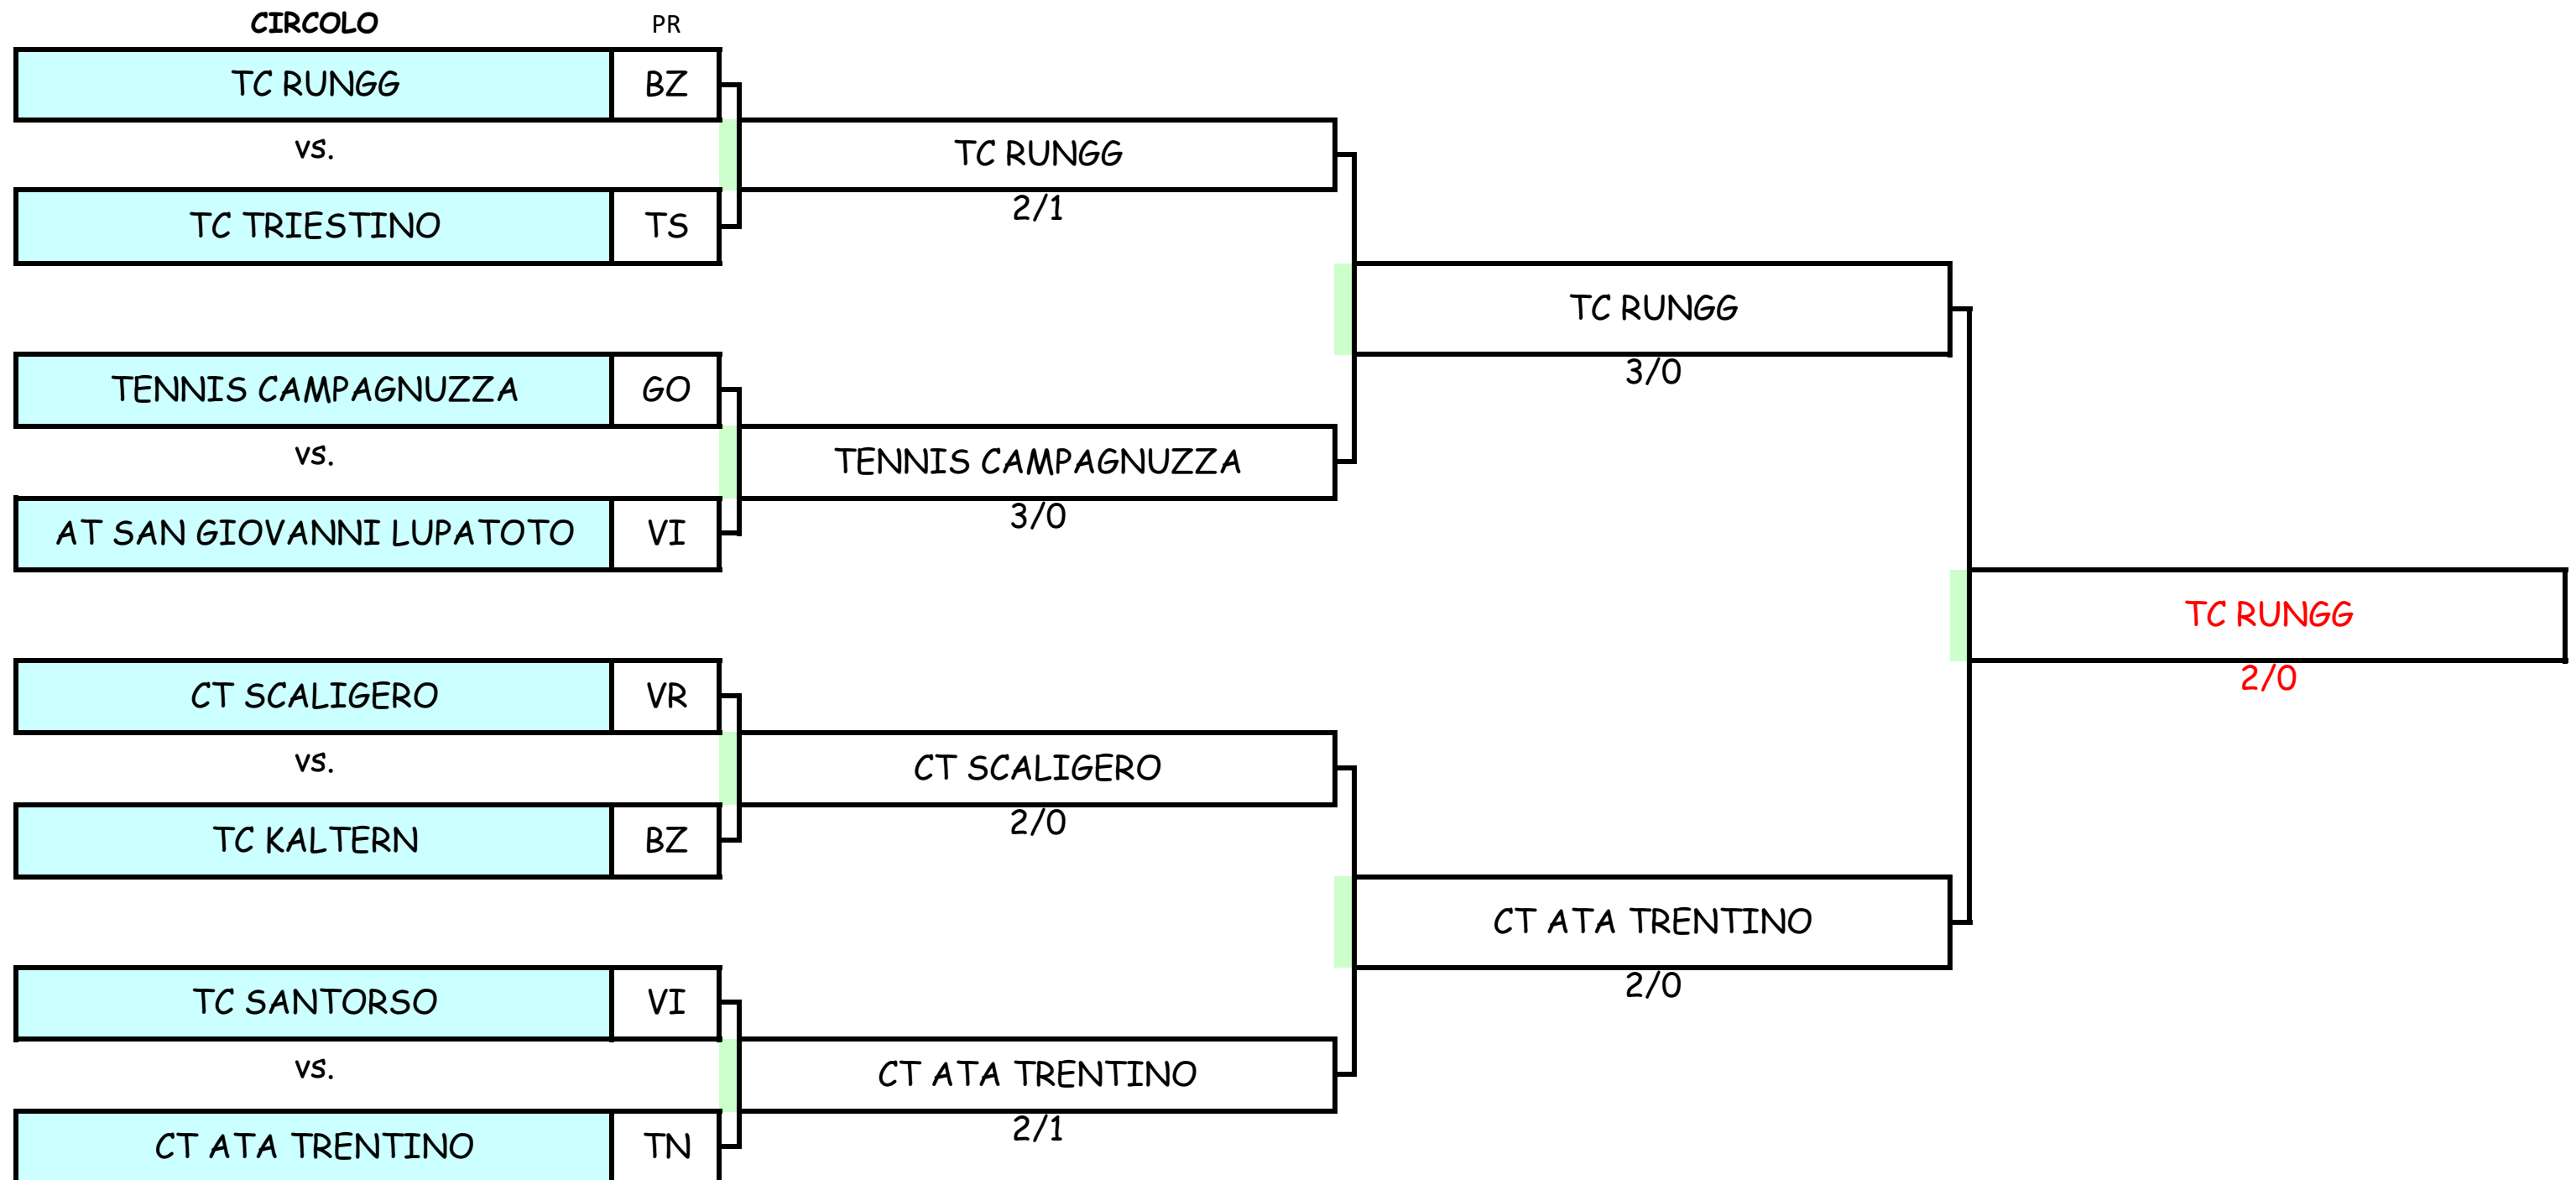 CIRCOLO PR
TC RUNGG BZ
vs.
TC TRIESTINO TS
TENNIS CAMPAGNUZZA GO
vs.
AT SAN GIOVANNI LUPATOTO VI
CT SCALIGERO VR
vs.
TC KALTERN BZ
TC SANTORSO VI
vs.
CT ATA TRENTINO TN
TC RUNGG
2/1
TENNIS CAMPAGNUZZA
3/0
CT SCALIGERO
2/0
CT ATA TRENTINO
2/1
TC RUNGG
3/0
CT ATA TRENTINO
2/0
TC RUNGG
2/0